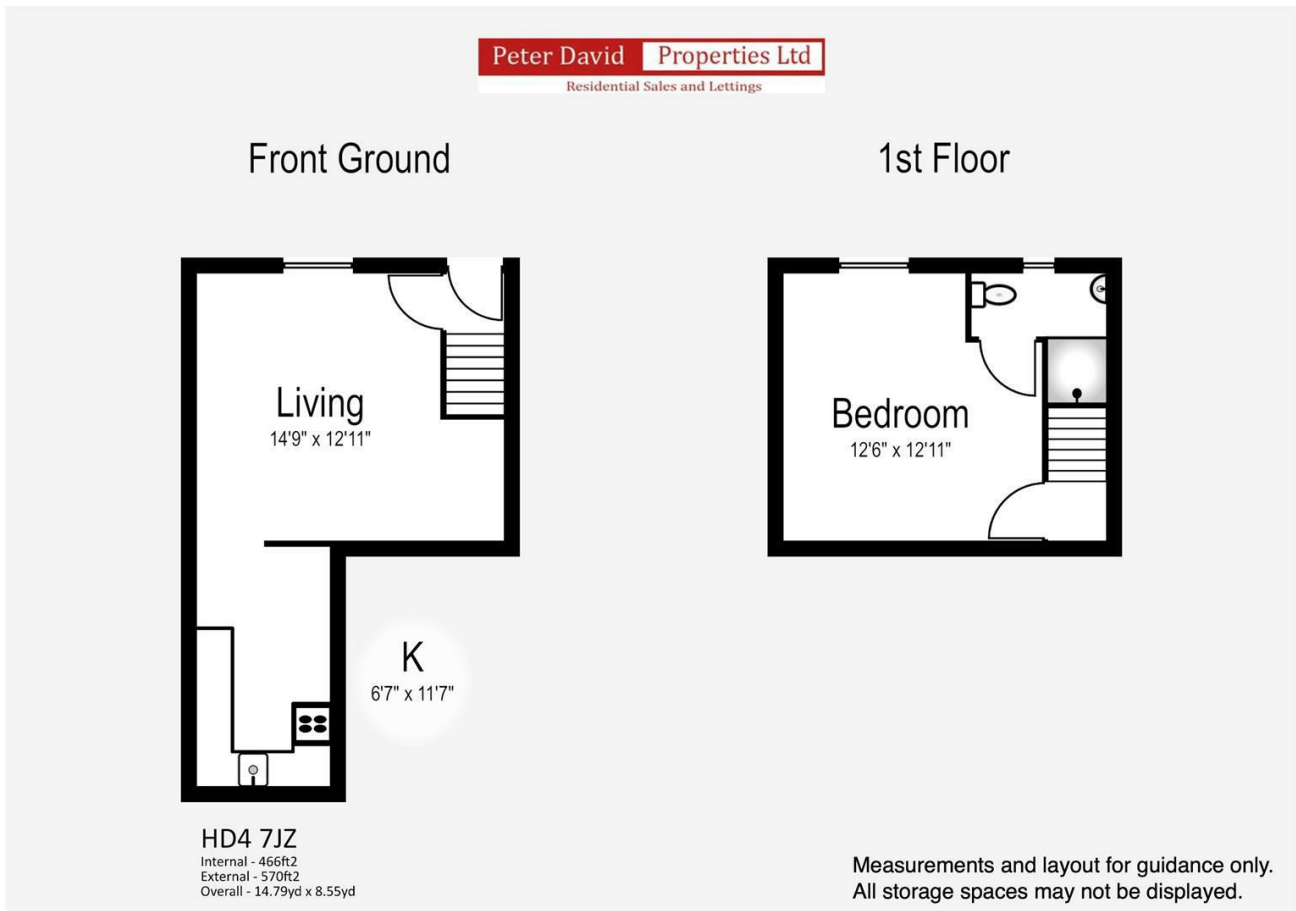 Peter David Properties Ltd
Residential Sales and Lettings
Front Ground
1st Floor
Living
14'9" x 12'11"
Bedroom
12'6" x 12'11"
K
6'7" x 11'7"
HD4 7JZ
Internal - 466ft2
External - 570ft2
Overall - 14.79yd x 8.55yd
Measurements and layout for guidance only.
All storage spaces may not be displayed.